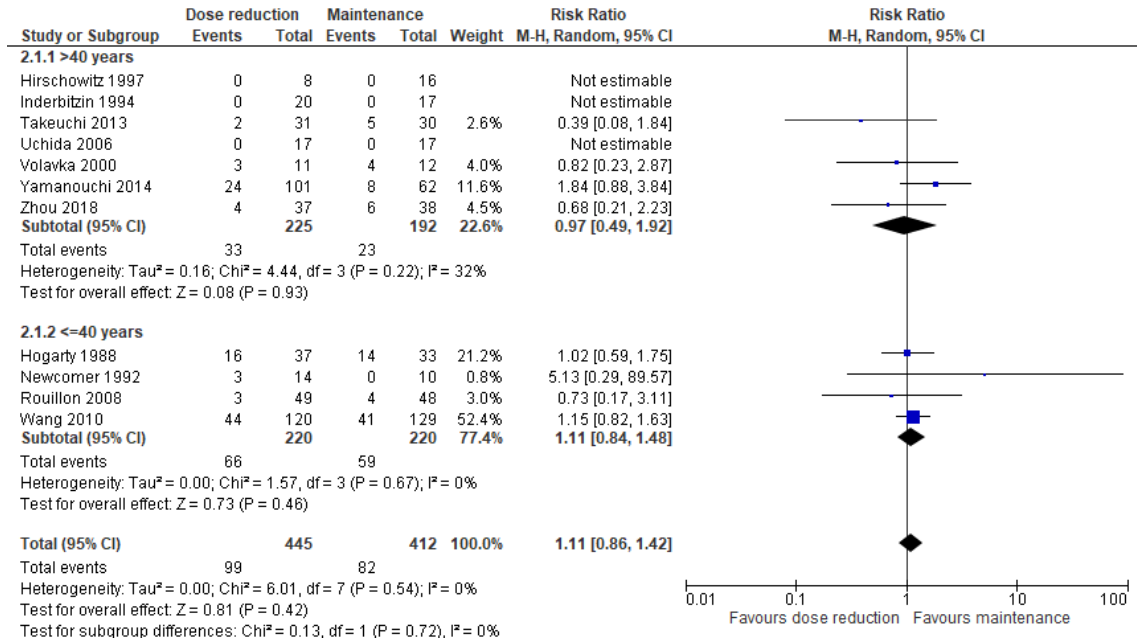 Dose reduction Maintenance Risk Ratio Risk Ratio
Study or Subgroup Events Total Events Total Weight M-H, Random, 95% CI M-H, Random, 95% CI
2.1.1 >40 years
Hirschowitz 1997 0 8 0 16 Not estimable
Inderbitzin 1994 0 20 0 17 Not estimable
Takeuchi 2013 2 31 5 30 2.6% 0.39 [0.08, 1.84]
Uchida 2006 0 17 0 17 Not estimable
Volavka 2000 3 11 4 12 4.0% 0.82 [0.23, 2.87]
Yamanouchi 2014 24 101 8 62 11.6% 1.84 [0.88, 3.84]
Zhou 2018 4 37 6 38 4.5% 0.68 [0.21, 2.23]
Subtotal (95% CI) 225 192 22.6% 0.97 [0.49, 1.92]
Total events 33 23
Heterogeneity: Tau² = 0.16; Chi² = 4.44, df = 3 (P = 0.22); I² = 32%
Test for overall effect: Z = 0.08 (P = 0.93)
2.1.2 <=40 years
Hogarty 1988 16 37 14 33 21.2% 1.02 [0.59, 1.75]
Newcomer 1992 3 14 0 10 0.8% 5.13 [0.29, 89.57]
Rouillon 2008 3 49 4 48 3.0% 0.73 [0.17, 3.11]
Wang 2010 44 120 41 129 52.4% 1.15 [0.82, 1.63]
Subtotal (95% CI) 220 220 77.4% 1.11 [0.84, 1.48]
Total events 66 59
Heterogeneity: Tau² = 0.00; Chi² = 1.57, df = 3 (P = 0.67); I² = 0%
Test for overall effect: Z = 0.73 (P = 0.46)
Total (95% CI) 445 412 100.0% 1.11 [0.86, 1.42]
Total events 99 82
Heterogeneity: Tau² = 0.00; Chi² = 6.01, df = 7 (P = 0.54); I² = 0%
Test for overall effect: Z = 0.81 (P = 0.42)
Test for subgroup differences: Chi² = 0.13, df = 1 (P = 0.72), I² = 0%
0.01 0.1 1 10 100
Favours dose reduction Favours maintenance